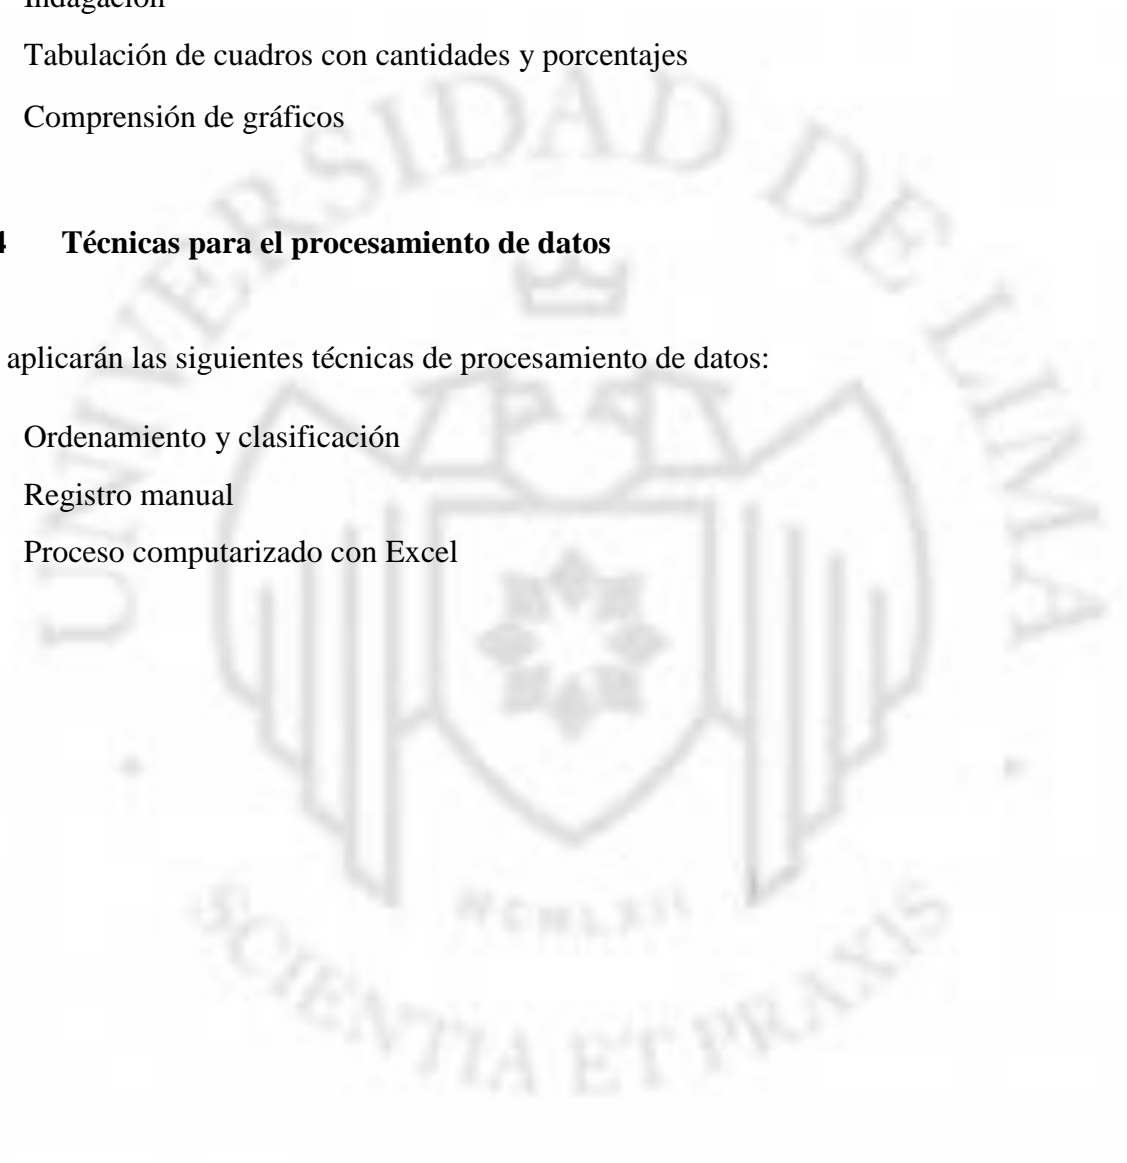 Indagación
Tabulación de cuadros con cantidades y porcentajes
Comprensión de gráficos
4 Técnicas para el procesamiento de datos
aplicarán las siguientes técnicas de procesamiento de datos:
Ordenamiento y clasificación
Registro manual
Proceso computarizado con Excel
UNIVERSIDAD DE LIMA
MCMLXII
SCIENTIA ET PRAXIS